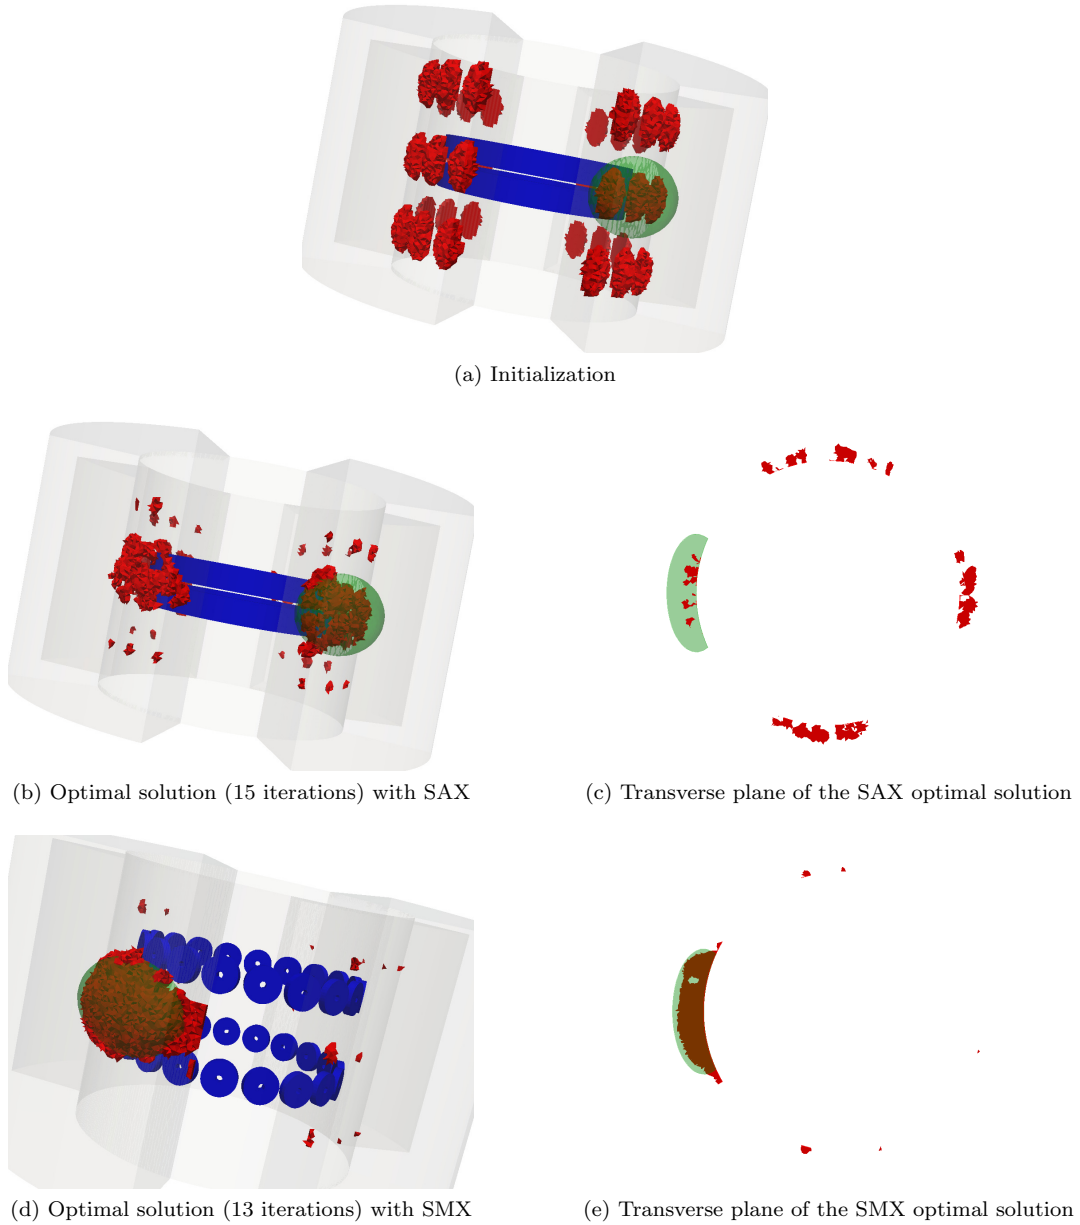 (a) Initialization
(b) Optimal solution (15 iterations) with SAX
(c) Transverse plane of the SAX optimal solution
(d) Optimal solution (13 iterations) with SMX
(e) Transverse plane of the SMX optimal solution